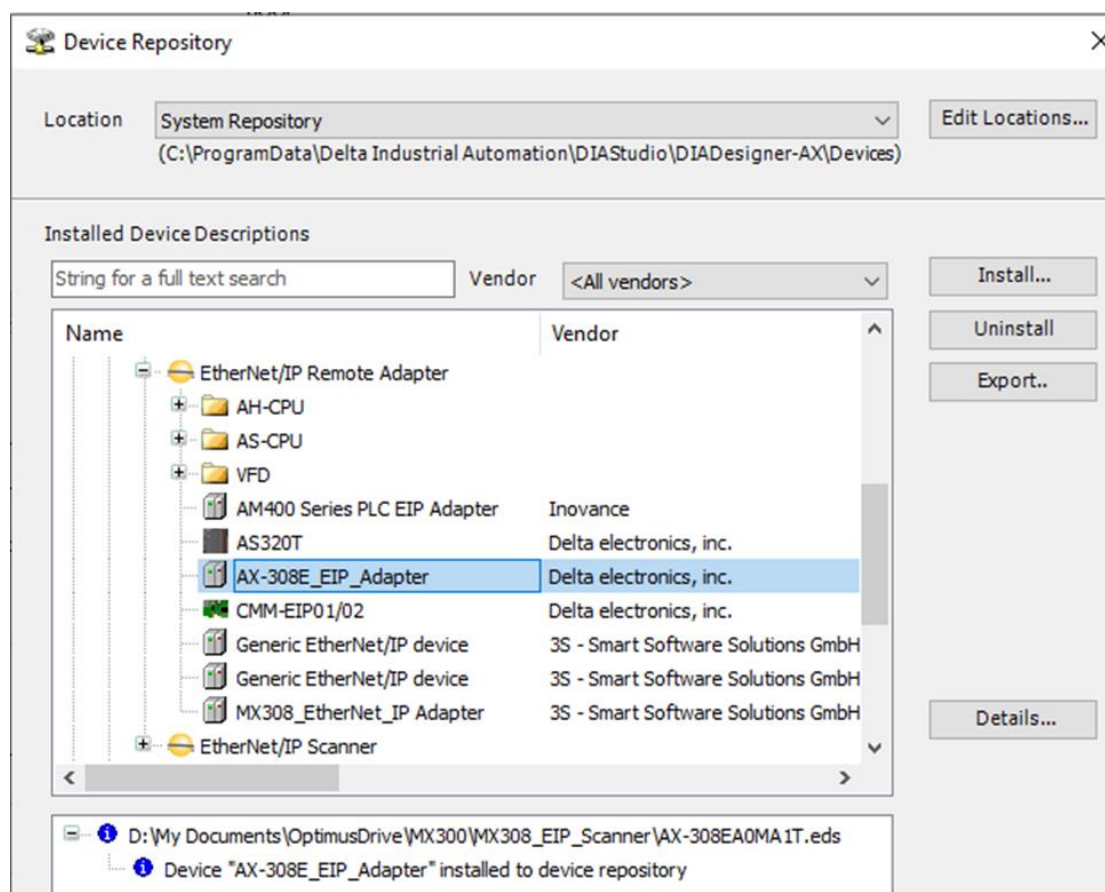 Device Repository
Location
System Repository
Edit Locations...
(C:\ProgramData\Delta Industrial Automation\DIAStudio\DIADesigner-AX\Devices)
Installed Device Descriptions
String for a full text search
Vendor
<All vendors>
Install...
Name Vendor
Uninstall
EtherNet/IP Remote Adapter
Export..
AH-CPU
AS-CPU
VFD
AM400 Series PLC EIP Adapter Inovance
AS320T Delta electronics, inc.
AX-308E_EIP_Adapter Delta electronics, inc.
CMM-EIP01/02 Delta electronics, inc.
Generic EtherNet/IP device 3S - Smart Software Solutions GmbH
Generic EtherNet/IP device 3S - Smart Software Solutions GmbH
MX308_EtherNet_IP Adapter 3S - Smart Software Solutions GmbH
Details...
EtherNet/IP Scanner
D:\My Documents\OptimusDrive\MX300\MX308_EIP_Scanner\AX-308EA0MA1T.eds
Device "AX-308E_EIP_Adapter" installed to device repository